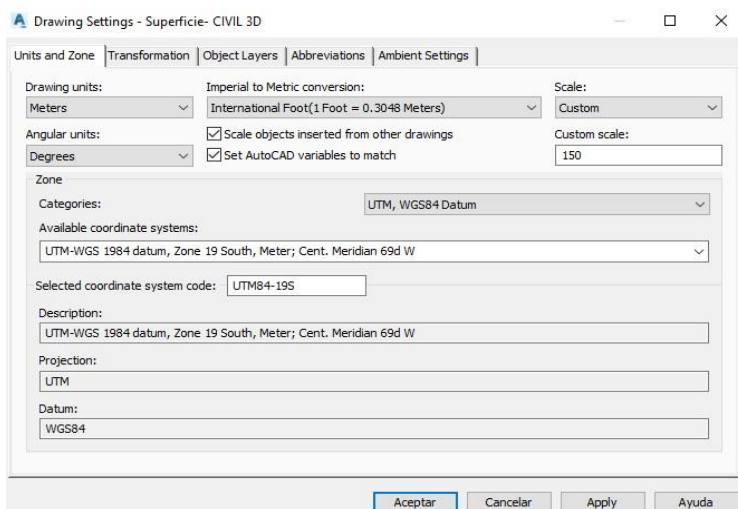 Drawing Settings - Superficie- CIVIL 3D
Units and Zone Transformation Object Layers Abbreviations Ambient Settings
Drawing units: Imperial to Metric conversion: Scale:
Meters International Foot(1 Foot = 0.3048 Meters) Custom
Angular units: Scale objects inserted from other drawings Custom scale:
Degrees Set AutoCAD variables to match 150
Zone
Categories: UTM, WGS84 Datum
Available coordinate systems:
UTM-WGS 1984 datum, Zone 19 South, Meter; Cent. Meridian 69d W
Selected coordinate system code: UTM84-19S
Description:
UTM-WGS 1984 datum, Zone 19 South, Meter; Cent. Meridian 69d W
Projection:
UTM
Datum:
WGS84
Aceptar Cancelar Apply Ayuda